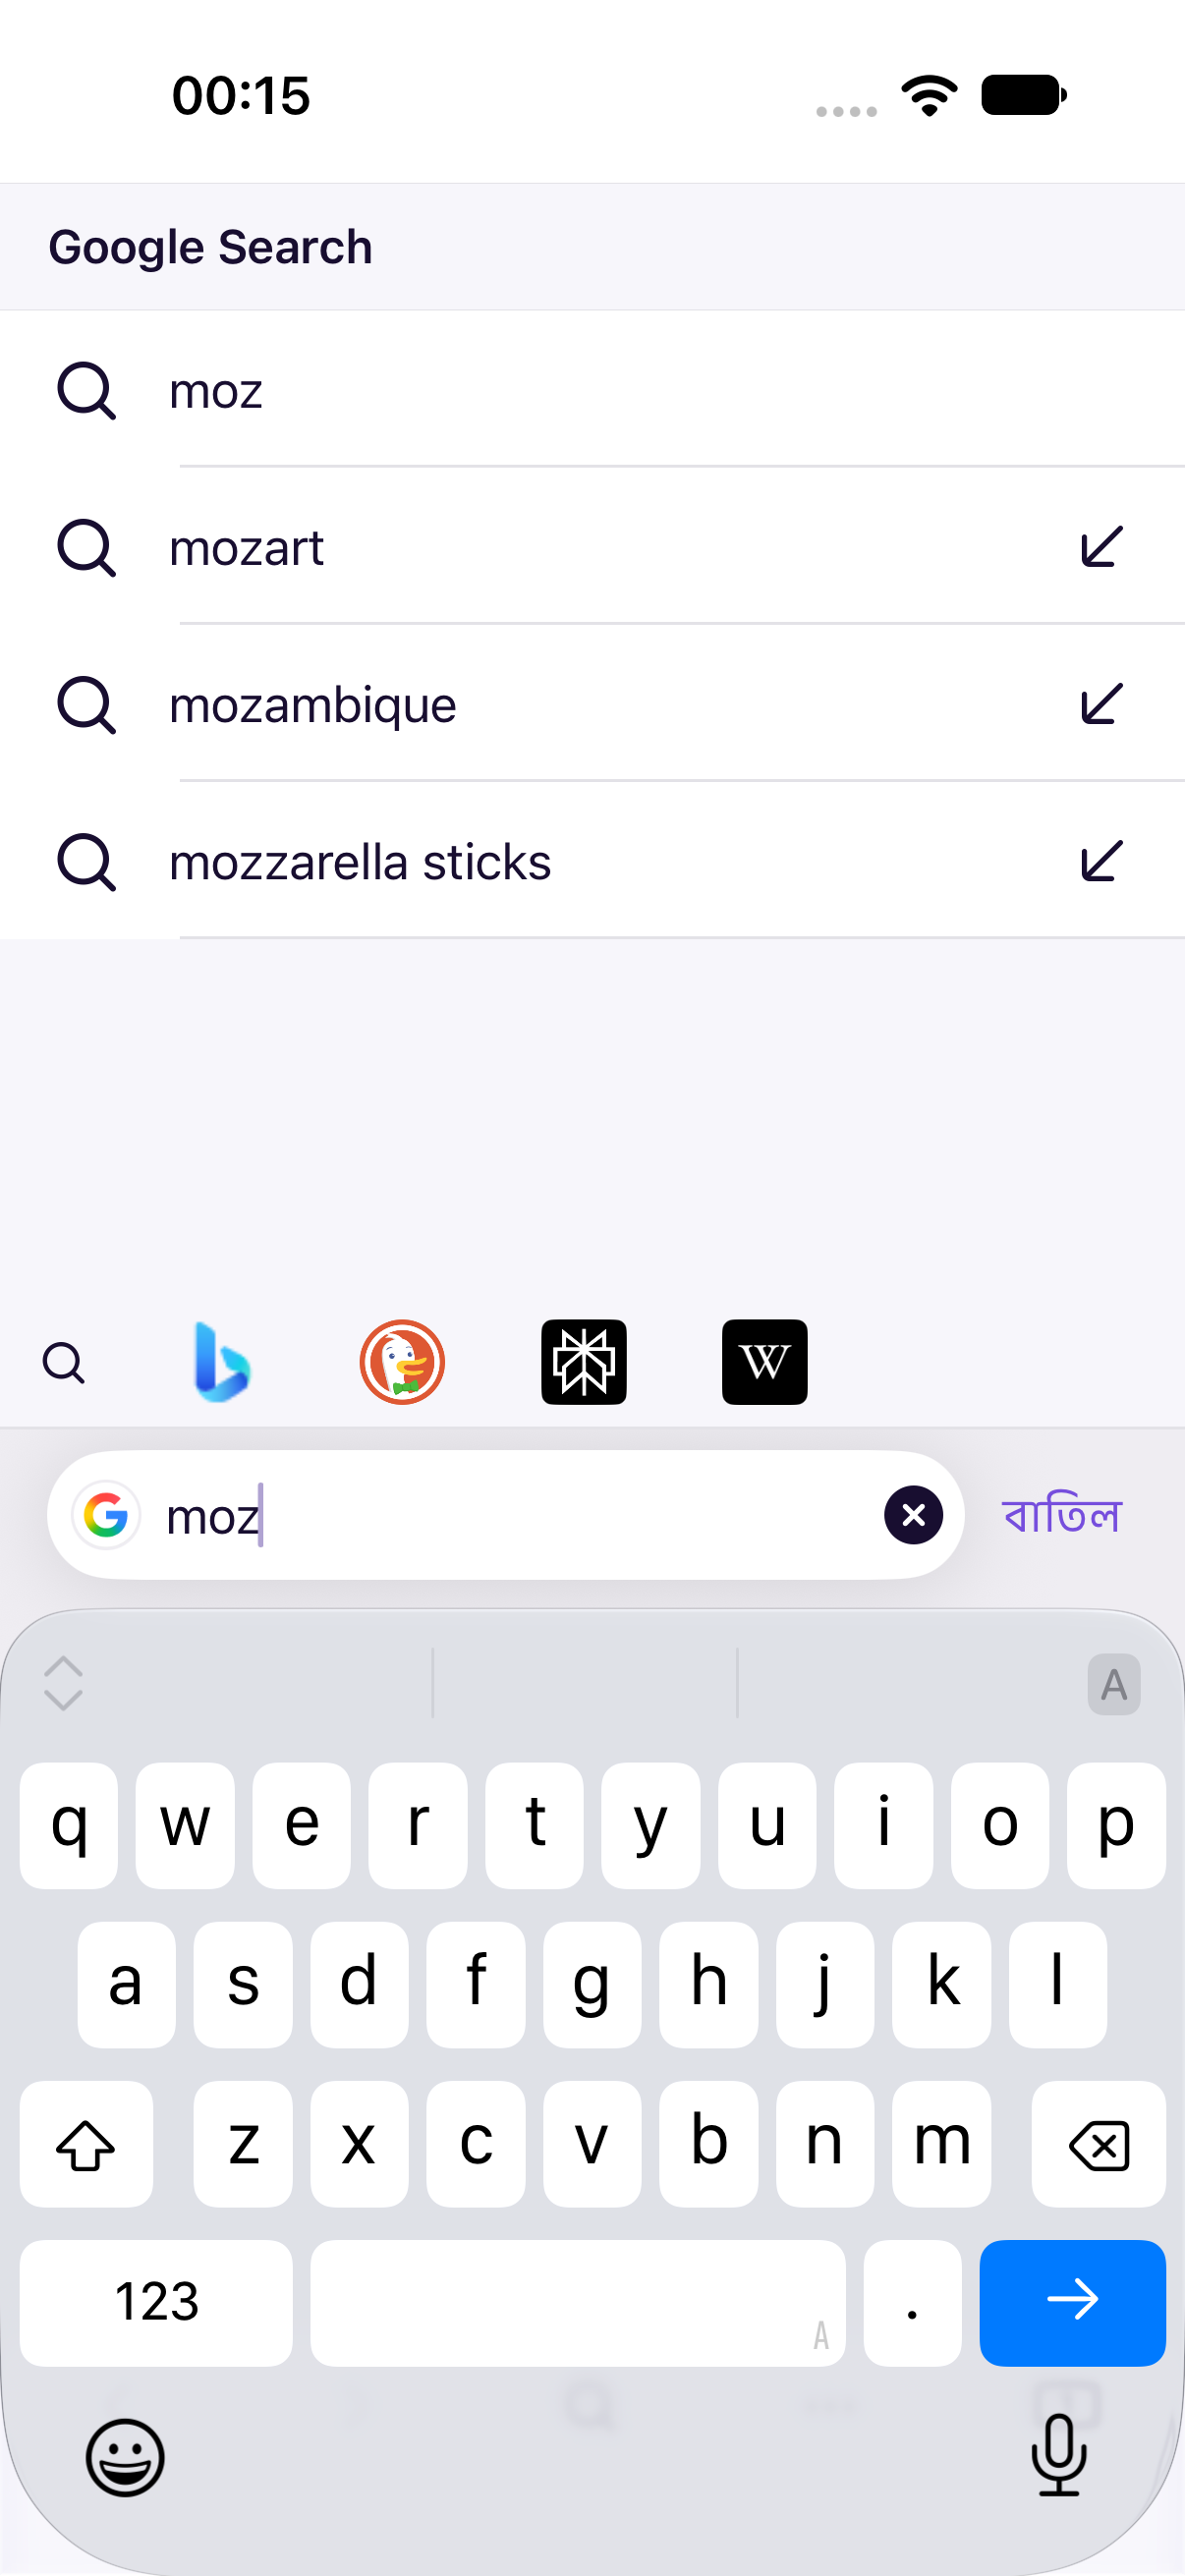 00:15
Google Search
moz
mozart
mozambique
mozzarella sticks
W
moz
বাতিল
A
q w e r t y u i o p
a s d f g h j k l
z x c v b n m
123 A .